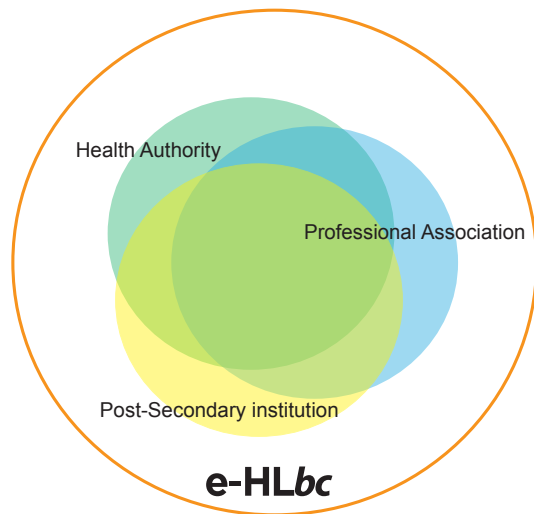 Health Authority
Professional Association
Post-Secondary institution
e-HLbc